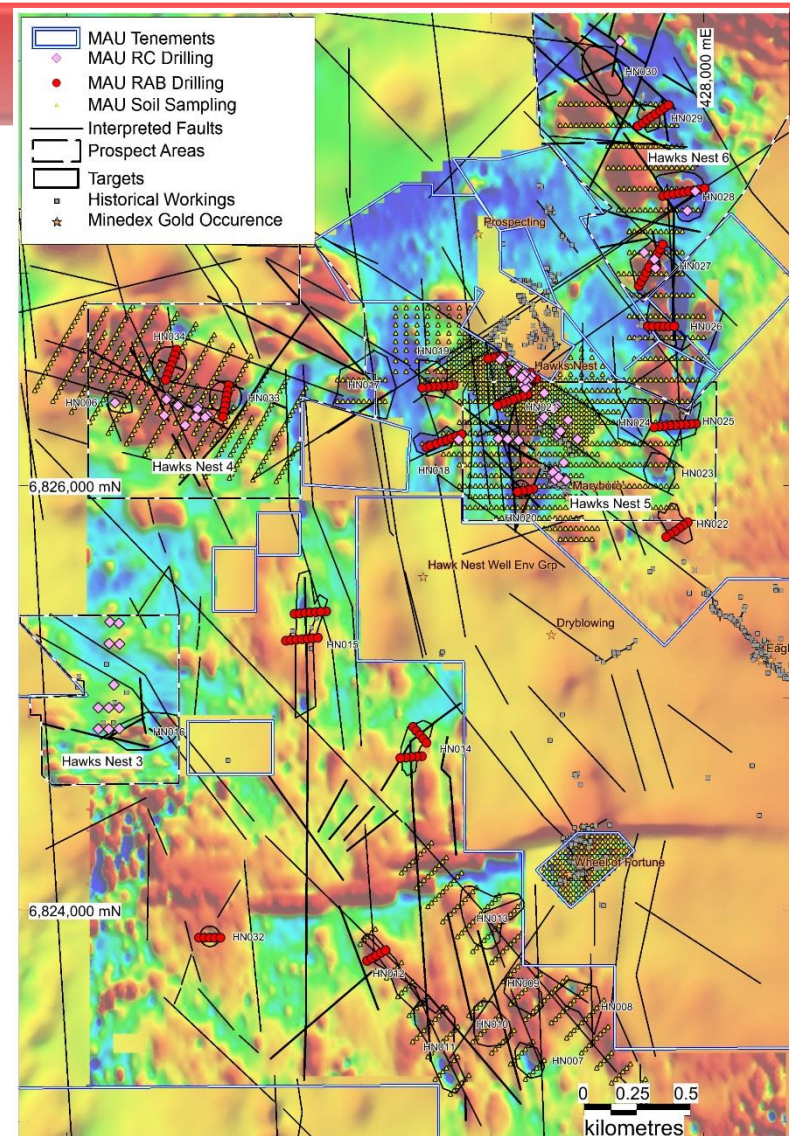 MAU Tenements
MAU RC Drilling
MAU RAB Drilling
MAU Soil Sampling
Interpreted Faults
Prospect Areas
Targets
Historical Workings
Minedex Gold Occurence
428,000 mE
HN030
HN029
Hawks Nest 6
HN028
Prospecting
HN027
HN026
HN034
HN019
Hawks Nest
HN033
HN017
HN006
HN021
HN024
HN025
Hawks Nest 4
HN018
HN023
6,826,000 mN
Maryboro'
Hawks Nest 5
HN020
HN022
Hawk Nest Well Env Grp
Dryblowing
HN015
Eagl
HN016
HN014
Hawks Nest 3
Wheel of Fortune
6,824,000 mN
HN013
HN032
HN012
HN009
HN008
HN010
HN011
HN007
0 0.25 0.5
kilometres